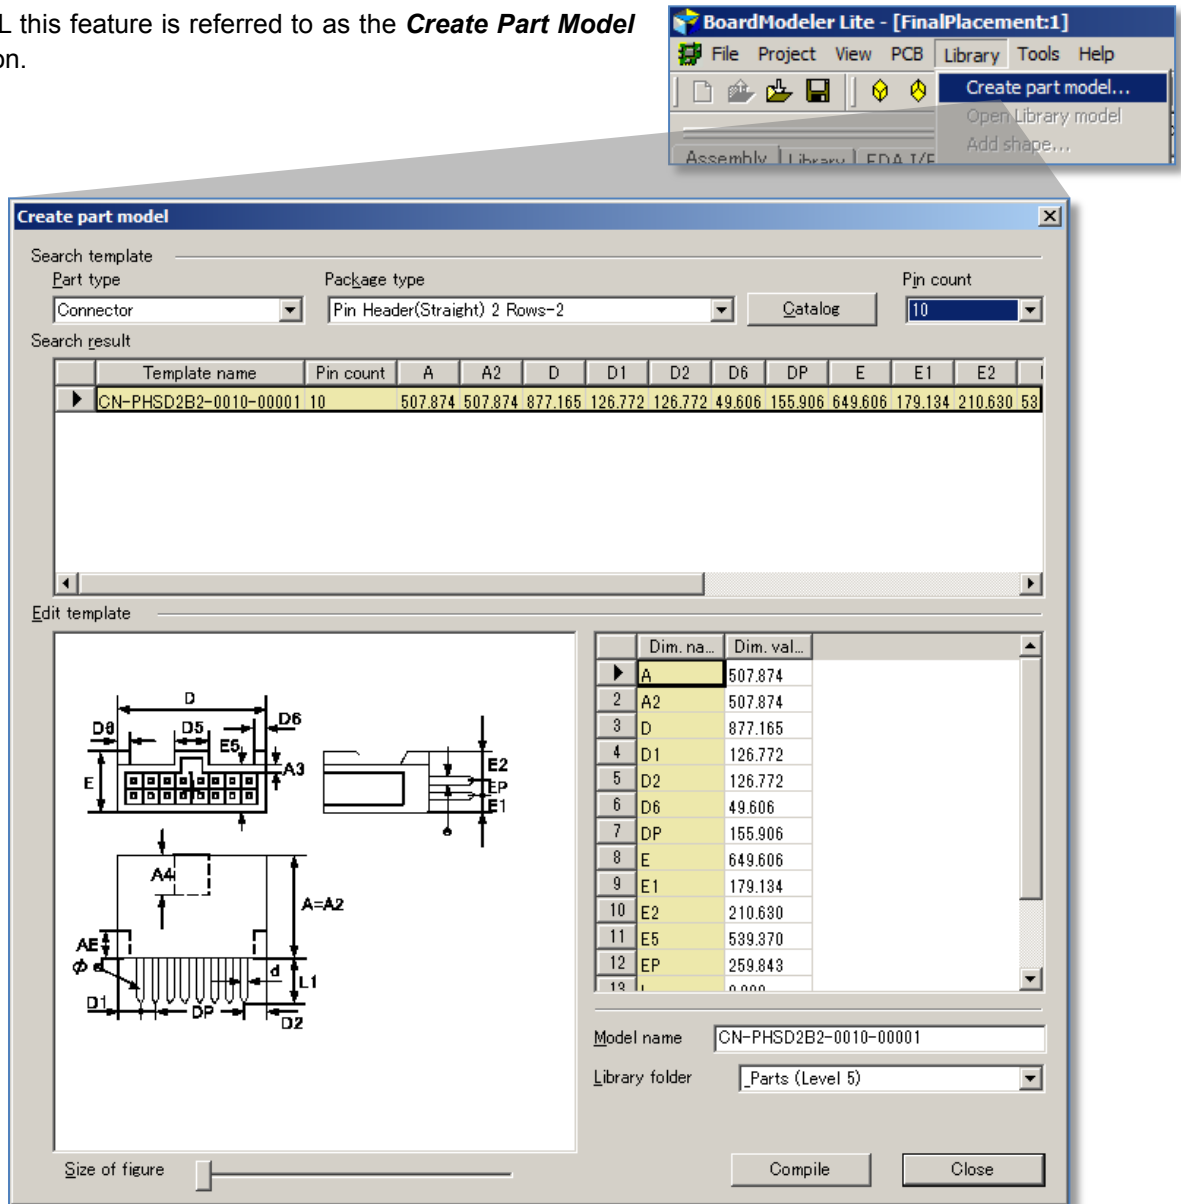 L this feature is referred to as the Create Part Model
on.
BoardModeler Lite - [FinalPlacement:1]
File Project View PCB Library Tools Help
Create part model...
Open Library model
Add shape...
Assembly Library EDA I/F
Create part model
Search template
Part type Package type Pin count
Connector Pin Header(Straight) 2 Rows-2 Catalog 10
Search result
Template name Pin count A A2 D D1 D2 D6 DP E E1 E2
CN-PHSD2B2-0010-00001 10 507.874 507.874 877.165 126.772 126.772 49.606 155.906 649.606 179.134 210.630 53
Edit template
Dim. na... Dim. val...
A 507.874
2 A2 507.874
3 D 877.165
4 D1 126.772
5 D2 126.772
6 D6 49.606
7 DP 155.906
8 E 649.606
9 E1 179.134
10 E2 210.630
11 E5 539.370
12 EP 259.843
13 L 0.000
D
D6 D5 D6
E5
A3
E
E2
EP
E1
e
A4
A=A2
AE
ϕ e
d
L1
D1 DP D2
Model name CN-PHSD2B2-0010-00001
Library folder _Parts (Level 5)
Size of figure Compile Close